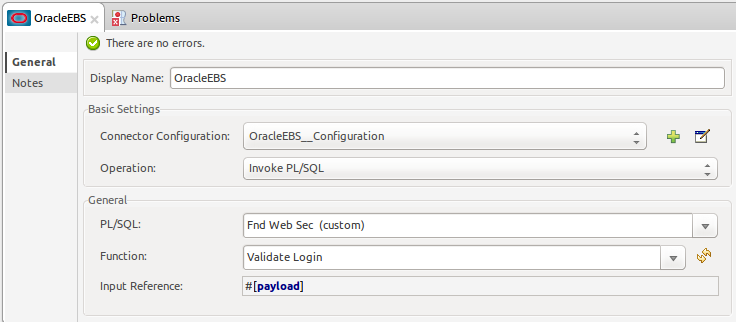 OracleEBS Problems
There are no errors.
General
Notes
Display Name: OracleEBS
Basic Settings
Connector Configuration: OracleEBS__Configuration
Operation: Invoke PL/SQL
General
PL/SQL: Fnd Web Sec (custom)
Function: Validate Login
Input Reference: #[payload]